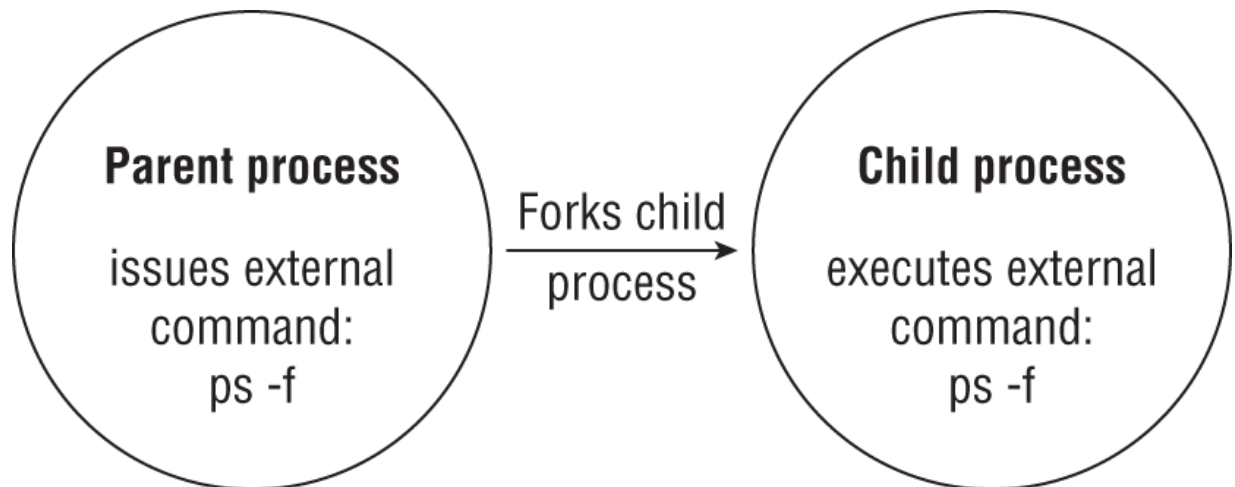 Parent process
issues external
command:
ps -f
Forks child
process
Child process
executes external
command:
ps -f